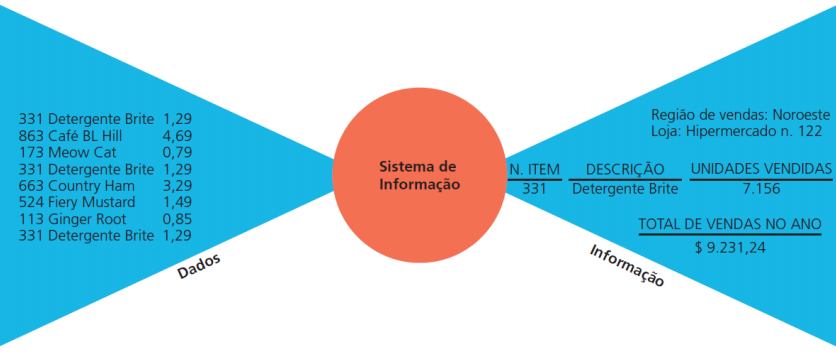 331 Detergente Brite 1,29
863 Café BL Hill 4,69
173 Meow Cat 0,79
331 Detergente Brite 1,29
663 Country Ham 3,29
524 Fiery Mustard 1,49
113 Ginger Root 0,85
331 Detergente Brite 1,29
Dados
Sistema de
Informação
Região de vendas: Noroeste
Loja: Hipermercado n. 122
N. ITEM DESCRIÇÃO UNIDADES VENDIDAS
331 Detergente Brite 7.156
TOTAL DE VENDAS NO ANO
$ 9.231,24
Informação